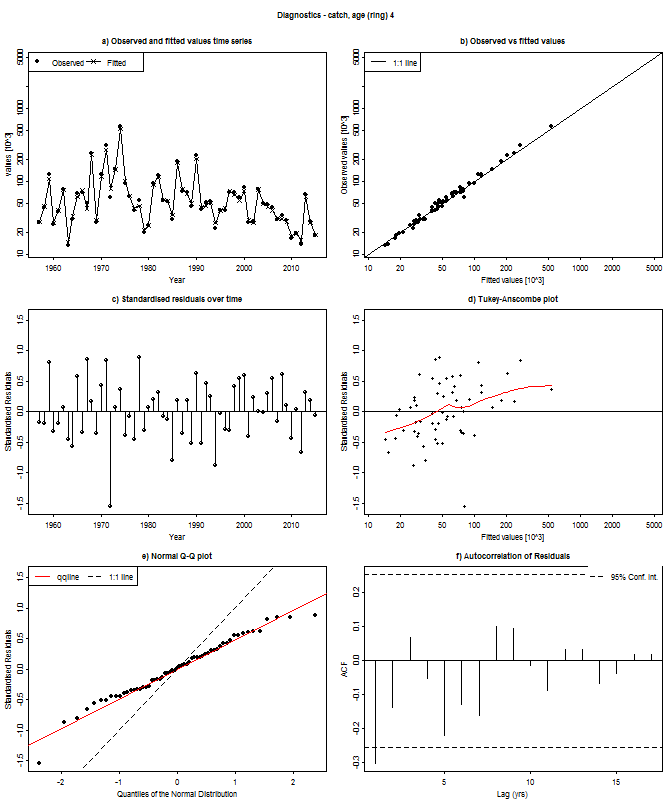 Diagnostics - catch, age (ring) 4
a) Observed and fitted values time series
5000
1000
500
200
100
50
20
10
values [10^3]
Observed
Fitted
1960 1970 1980 1990 2000 2010
Year
b) Observed vs fitted values
5000
1000
500
200
100
50
20
10
Observed values [10^3]
1:1 line
10 20 50 100 200 500 5000
Fitted values [10^3]
c) Standardised residuals over time
1.5
1.0
0.5
0.0
-0.5
-1.0
-1.5
Standardised Residuals
1960 1970 1980 1990 2000 2010
Year
d) Tukey-Anscombe plot
1.5
1.0
0.5
0.0
-0.5
-1.0
-1.5
Standardised Residuals
10 20 50 100 200 500 5000
Fitted values [10^3]
e) Normal Q-Q plot
1.5
1.0
0.5
0.0
-0.5
-1.0
-1.5
Standardised Residuals
qqline
1:1 line
-2 -1 0 1 2
Quantiles of the Normal Distribution
f) Autocorrelation of Residuals
0.2
0.1
0.0
-0.1
-0.2
-0.3
ACF
95% Conf. Int.
5 10 15
Lag (yrs)